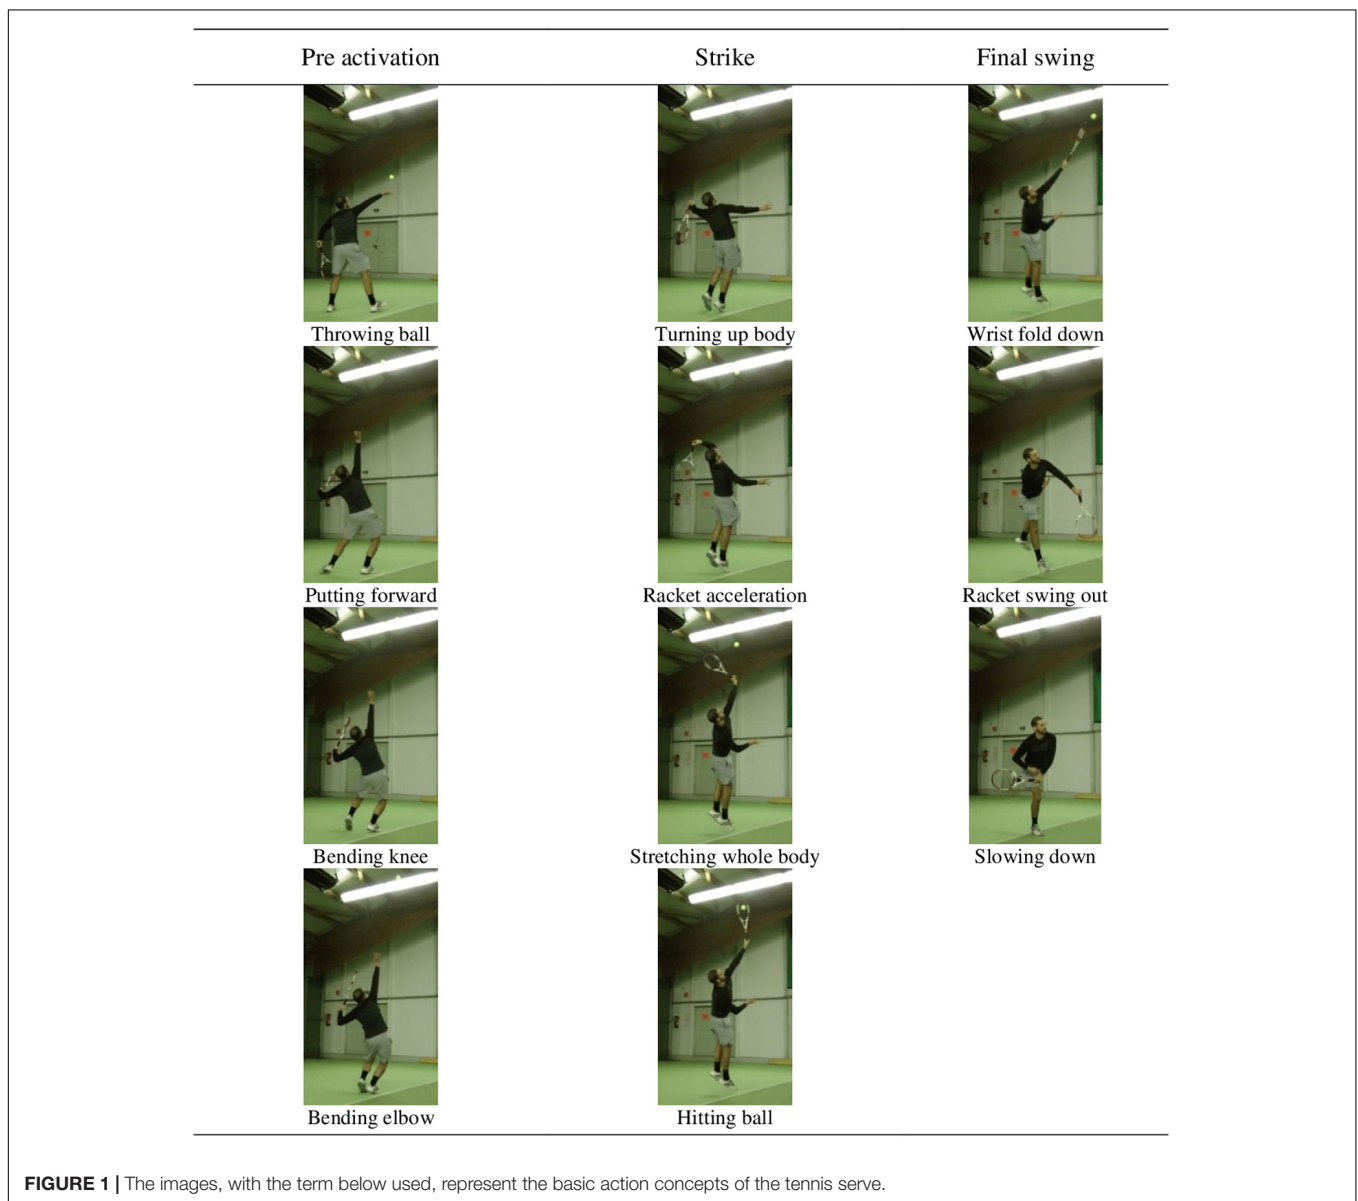 Pre activation Strike Final swing
Throwing ball Turning up body Wrist fold down
Putting forward Racket acceleration Racket swing out
Bending knee Stretching whole body Slowing down
Bending elbow Hitting ball
FIGURE 1 | The images, with the term below used, represent the basic action concepts of the tennis serve.